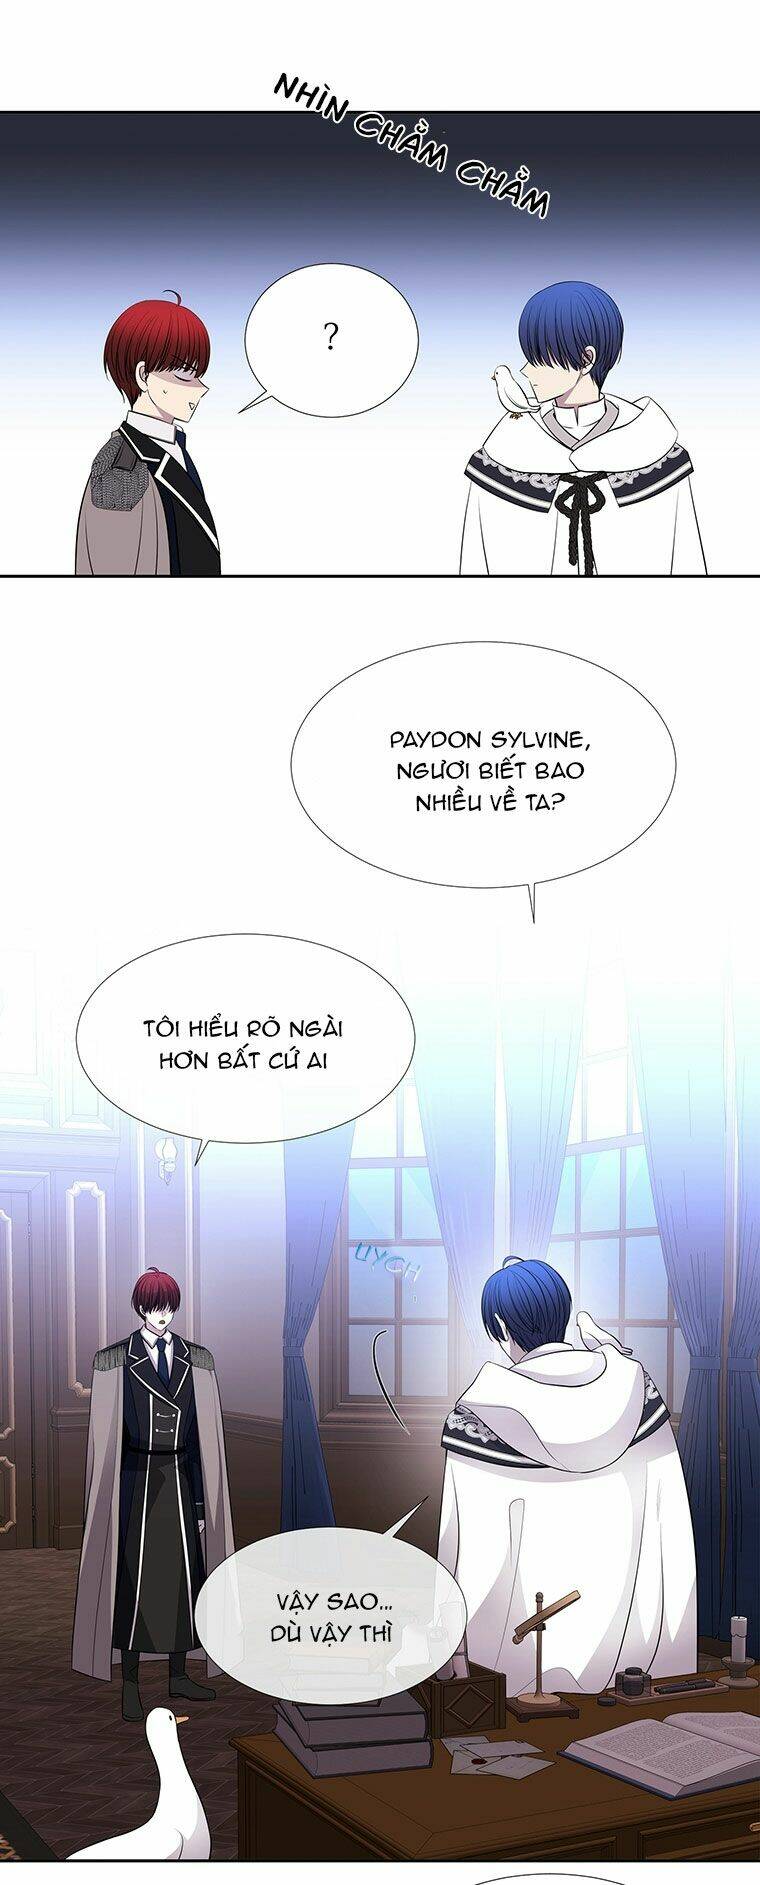 NHÌN CHẰM CHẰM
?
PAYDON SYLVINE,
NGƯƠI BIẾT BAO
NHIÊU VỀ TA?
TÔI HIỂU RÕ NGÀI
HƠN BẤT CỨ AI
VẬY SAO...
DÙ VẬY THÌ